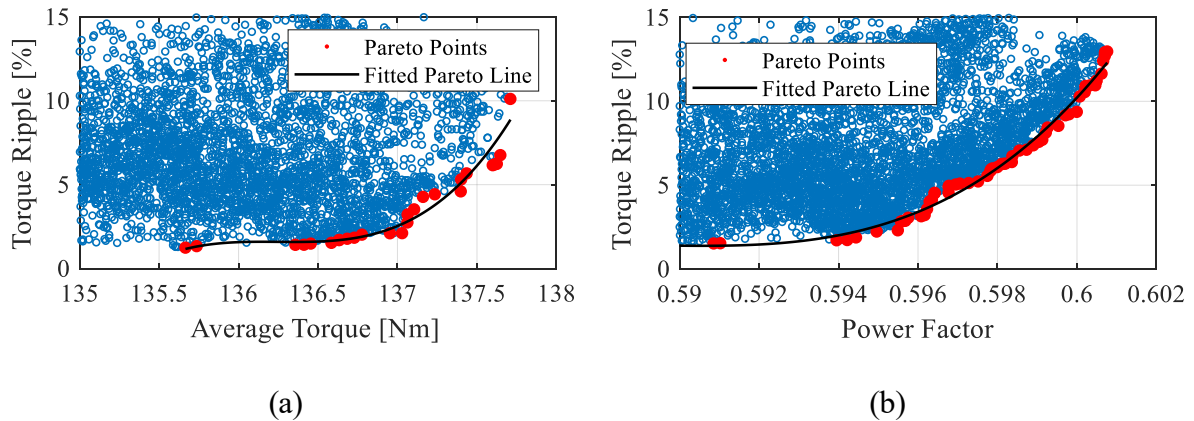 (a)
Torque Ripple [%]
15
10
5
0
Pareto Points
Fitted Pareto Line
135
135.5
136
136.5
137
137.5
138
Average Torque [Nm]
(b)
Torque Ripple [%]
15
10
5
0
Pareto Points
Fitted Pareto Line
0.59
0.592
0.594
0.596
0.598
0.6
0.602
Power Factor
(a)
(b)